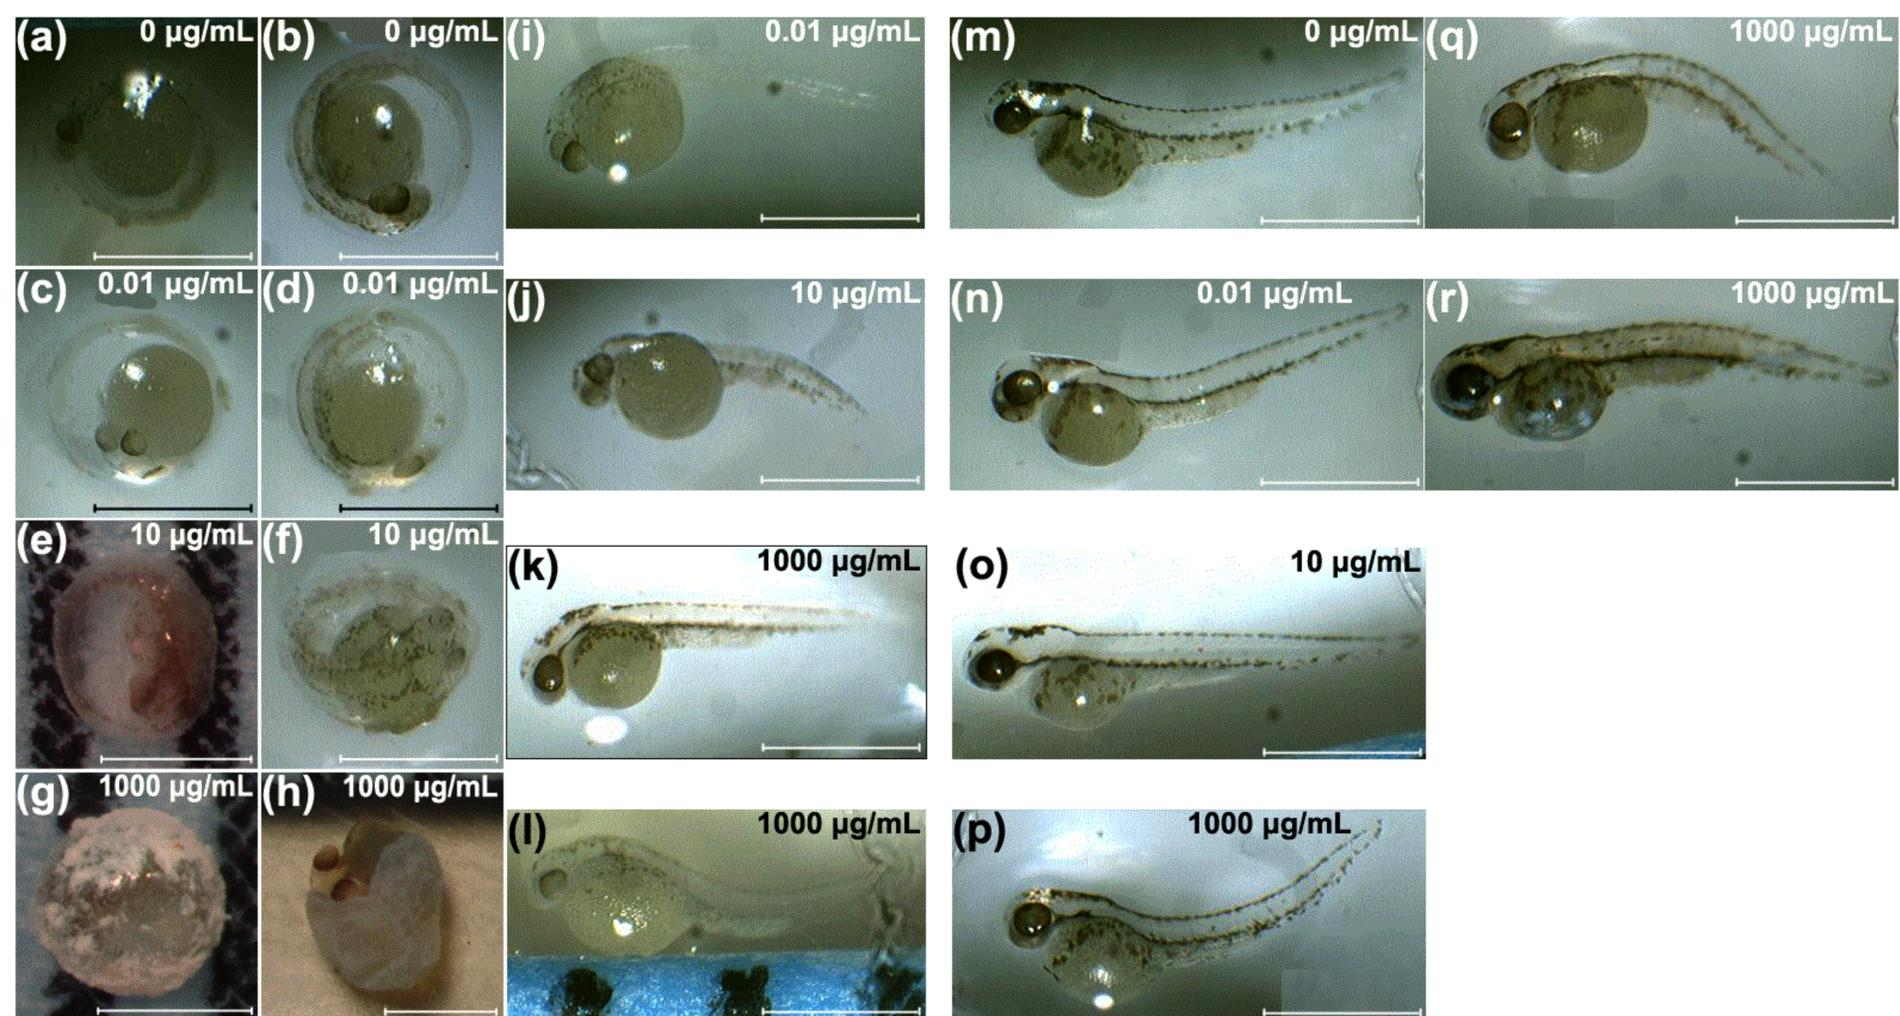 (a) 0 µg/mL
(b) 0 µg/mL
(i) 0.01 µg/mL
(m) 0 µg/mL
(q) 1000 µg/mL
(c) 0.01 µg/mL
(d) 0.01 µg/mL
(j) 10 µg/mL
(n) 0.01 µg/mL
(r) 1000 µg/mL
(e) 10 µg/mL
(f) 10 µg/mL
(k) 1000 µg/mL
(o) 10 µg/mL
(g) 1000 µg/mL
(h) 1000 µg/mL
(l) 1000 µg/mL
(p) 1000 µg/mL